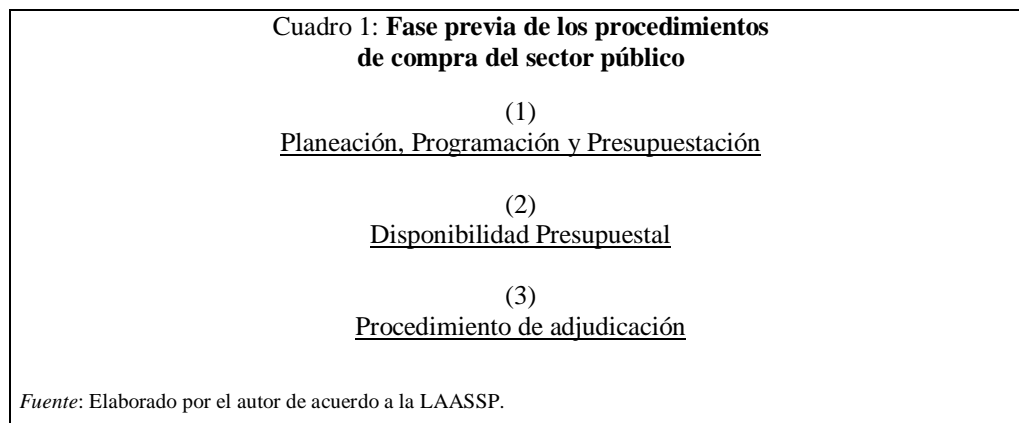 Cuadro 1: Fase previa de los procedimientos
de compra del sector público
(1)
Planeación, Programación y Presupuestación
(2)
Disponibilidad Presupuestal
(3)
Procedimiento de adjudicación
Fuente: Elaborado por el autor de acuerdo a la LAASSP.